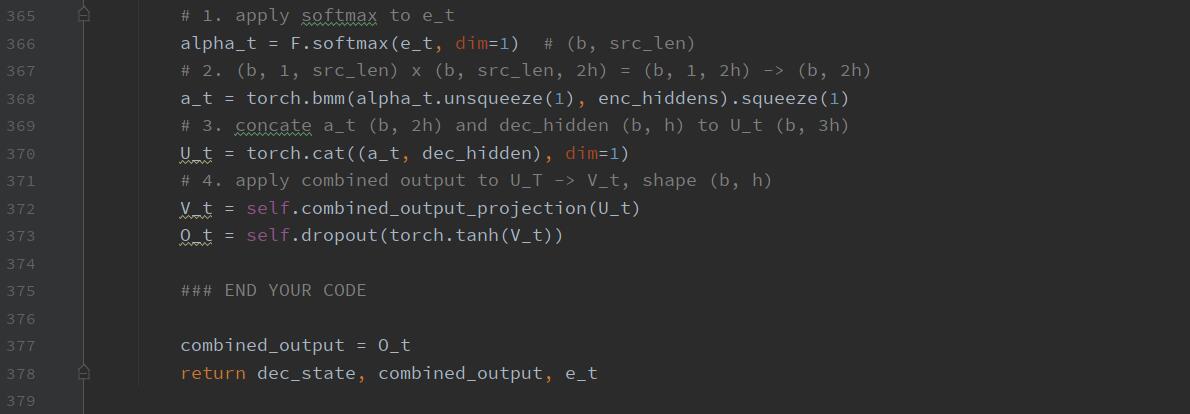 365 # 1. apply softmax to e_t
366 alpha_t = F.softmax(e_t, dim=1)  # (b, src_len)
367 # 2. (b, 1, src_len) x (b, src_len, 2h) = (b, 1, 2h) -> (b, 2h)
368 a_t = torch.bmm(alpha_t.unsqueeze(1), enc_hiddens).squeeze(1)
369 # 3. concate a_t (b, 2h) and dec_hidden (b, h) to U_t (b, 3h)
370 U_t = torch.cat((a_t, dec_hidden), dim=1)
371 # 4. apply combined output to U_T -> V_t, shape (b, h)
372 V_t = self.combined_output_projection(U_t)
373 O_t = self.dropout(torch.tanh(V_t))
374
375 ### END YOUR CODE
376
377 combined_output = O_t
378 return dec_state, combined_output, e_t
379